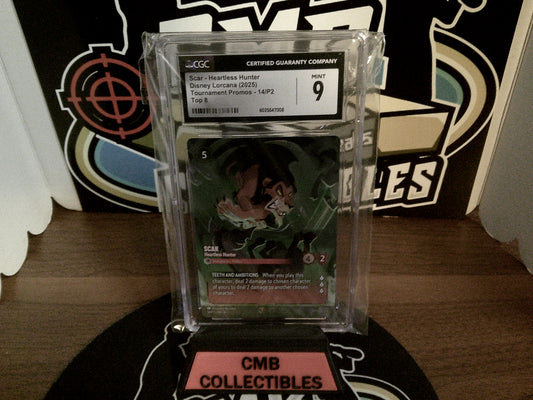 CGC
CERTIFIED GUARANTY COMPANY
Scar - Heartless Hunter
Disney Lorcana (2025)
Tournament Promos - 14/P2
Top 8
MINT
9
6035647008
5
SCAR
Heartless Hunter
4 2
TEETH AND AMBITIONS When you play this
character, deal 2 damage to chosen character
of yours to deal 2 damage to another chosen
character.
CMB
COLLECTIBLES